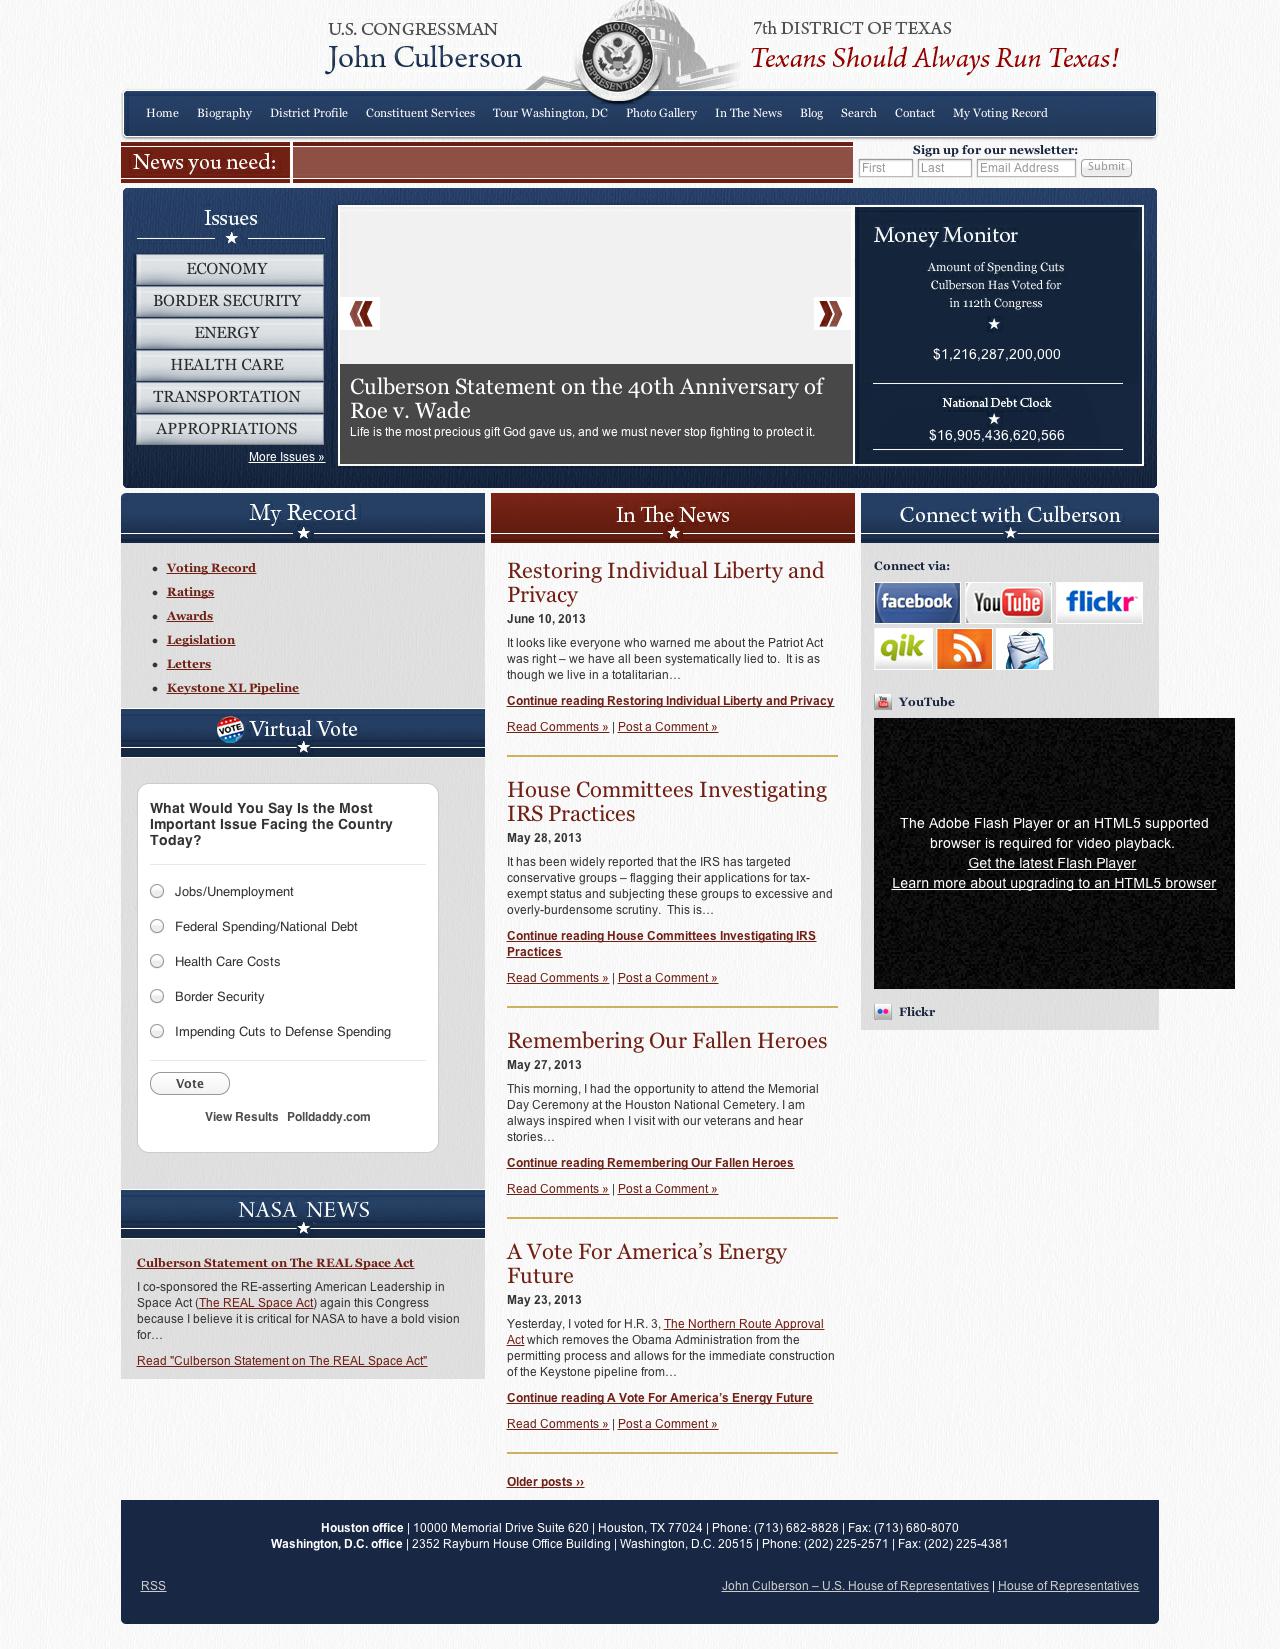 U.S. CONGRESSMAN
John Culberson
U.S. HOUSE OF REPRESENTATIVES
7th DISTRICT OF TEXAS
Texans Should Always Run Texas!
Home Biography District Profile Constituent Services Tour Washington, DC Photo Gallery In The News Blog Search Contact My Voting Record
News you need:
Sign up for our newsletter:
First Last Email Address Submit
Issues
ECONOMY
BORDER SECURITY
ENERGY
HEALTH CARE
TRANSPORTATION
APPROPRIATIONS
More Issues »
Culberson Statement on the 40th Anniversary of
Roe v. Wade
Life is the most precious gift God gave us, and we must never stop fighting to protect it.
Money Monitor
Amount of Spending Cuts
Culberson Has Voted for
in 112th Congress
$1,216,287,200,000
National Debt Clock
$16,905,436,620,566
My Record
Voting Record
Ratings
Awards
Legislation
Letters
Keystone XL Pipeline
VOTE Virtual Vote
What Would You Say Is the Most
Important Issue Facing the Country
Today?
Jobs/Unemployment
Federal Spending/National Debt
Health Care Costs
Border Security
Impending Cuts to Defense Spending
Vote
View Results Polldaddy.com
NASA NEWS
Culberson Statement on The REAL Space Act
I co-sponsored the RE-asserting American Leadership in
Space Act (The REAL Space Act) again this Congress
because I believe it is critical for NASA to have a bold vision
for…
Read "Culberson Statement on The REAL Space Act"
In The News
Restoring Individual Liberty and
Privacy
June 10, 2013
It looks like everyone who warned me about the Patriot Act
was right – we have all been systematically lied to.  It is as
though we live in a totalitarian…
Continue reading Restoring Individual Liberty and Privacy
Read Comments » | Post a Comment »
House Committees Investigating
IRS Practices
May 28, 2013
It has been widely reported that the IRS has targeted
conservative groups – flagging their applications for tax-
exempt status and subjecting these groups to excessive and
overly-burdensome scrutiny.  This is…
Continue reading House Committees Investigating IRS
Practices
Read Comments » | Post a Comment »
Remembering Our Fallen Heroes
May 27, 2013
This morning, I had the opportunity to attend the Memorial
Day Ceremony at the Houston National Cemetery. I am
always inspired when I visit with our veterans and hear
stories…
Continue reading Remembering Our Fallen Heroes
Read Comments » | Post a Comment »
A Vote For America's Energy
Future
May 23, 2013
Yesterday, I voted for H.R. 3, The Northern Route Approval
Act which removes the Obama Administration from the
permitting process and allows for the immediate construction
of the Keystone pipeline from…
Continue reading A Vote For America's Energy Future
Read Comments » | Post a Comment »
Older posts ››
Connect with Culberson
Connect via:
facebook YouTube flickr
qik
YouTube
The Adobe Flash Player or an HTML5 supported
browser is required for video playback.
Get the latest Flash Player
Learn more about upgrading to an HTML5 browser
Flickr
Houston office | 10000 Memorial Drive Suite 620 | Houston, TX 77024 | Phone: (713) 682-8828 | Fax: (713) 680-8070
Washington, D.C. office | 2352 Rayburn House Office Building | Washington, D.C. 20515 | Phone: (202) 225-2571 | Fax: (202) 225-4381
RSS
John Culberson – U.S. House of Representatives | House of Representatives